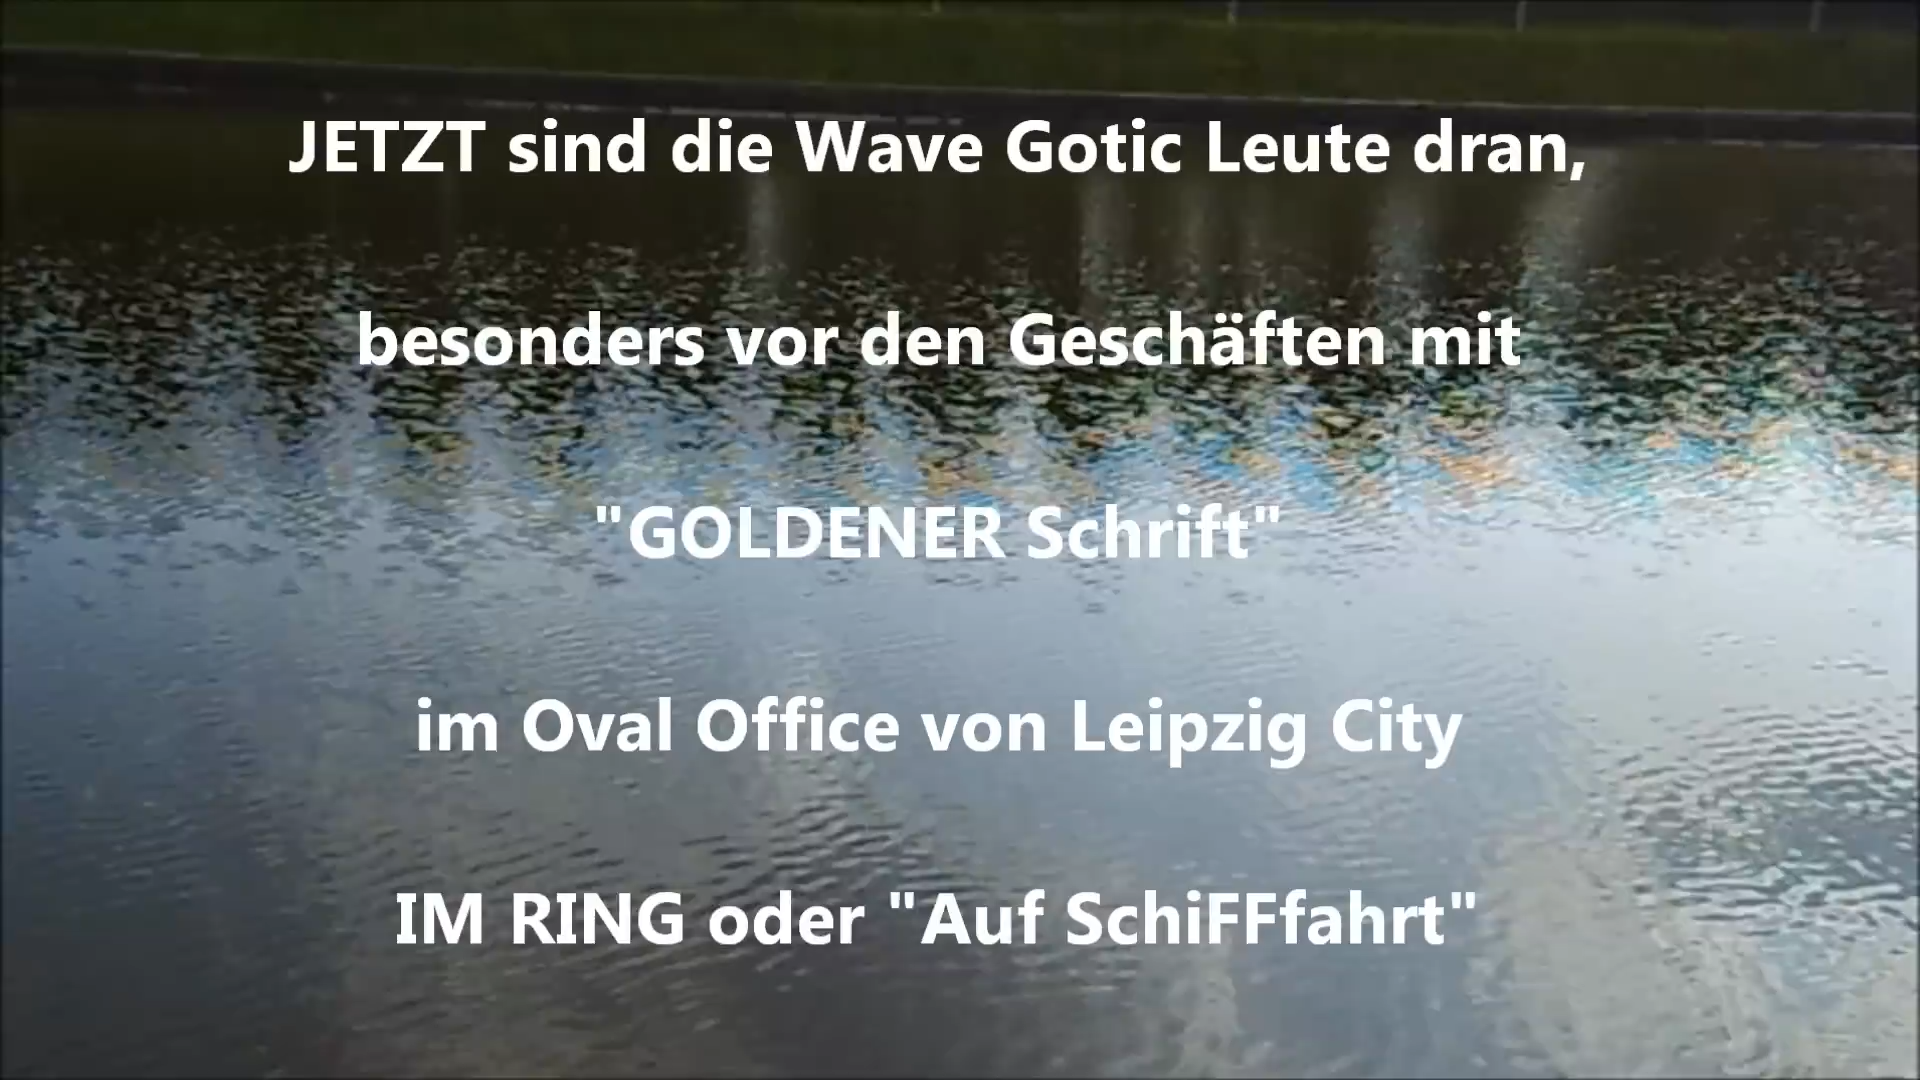 JETZT sind die Wave Gotic Leute dran,
besonders vor den Geschäften mit
"GOLDENER Schrift"
im Oval Office von Leipzig City
IM RING oder "Auf SchiFFfahrt"